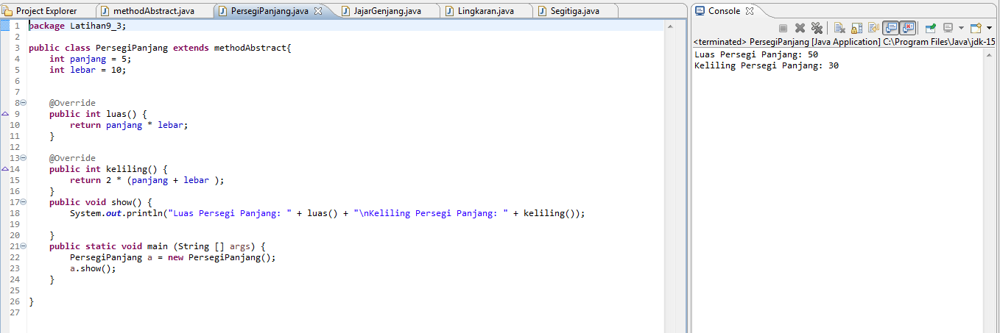 Project Explorer methodAbstract.java PersegiPanjang.java JajarGenjang.java Lingkaran.java Segitiga.java
1 package Latihan9_3;
2
3 public class PersegiPanjang extends methodAbstract{
4 int panjang = 5;
5 int lebar = 10;
6
7
8 @Override
9 public int luas() {
10 return panjang * lebar;
11 }
12
13 @Override
14 public int keliling() {
15 return 2 * (panjang + lebar );
16 }
17 public void show() {
18 System.out.println("Luas Persegi Panjang: " + luas() + "\nKeliling Persegi Panjang: " + keliling());
19
20 }
21 public static void main (String [] args) {
22 PersegiPanjang a = new PersegiPanjang();
23 a.show();
24 }
25
26 }
27
Console
<terminated> PersegiPanjang [Java Application] C:\Program Files\Java\jdk-15
Luas Persegi Panjang: 50
Keliling Persegi Panjang: 30